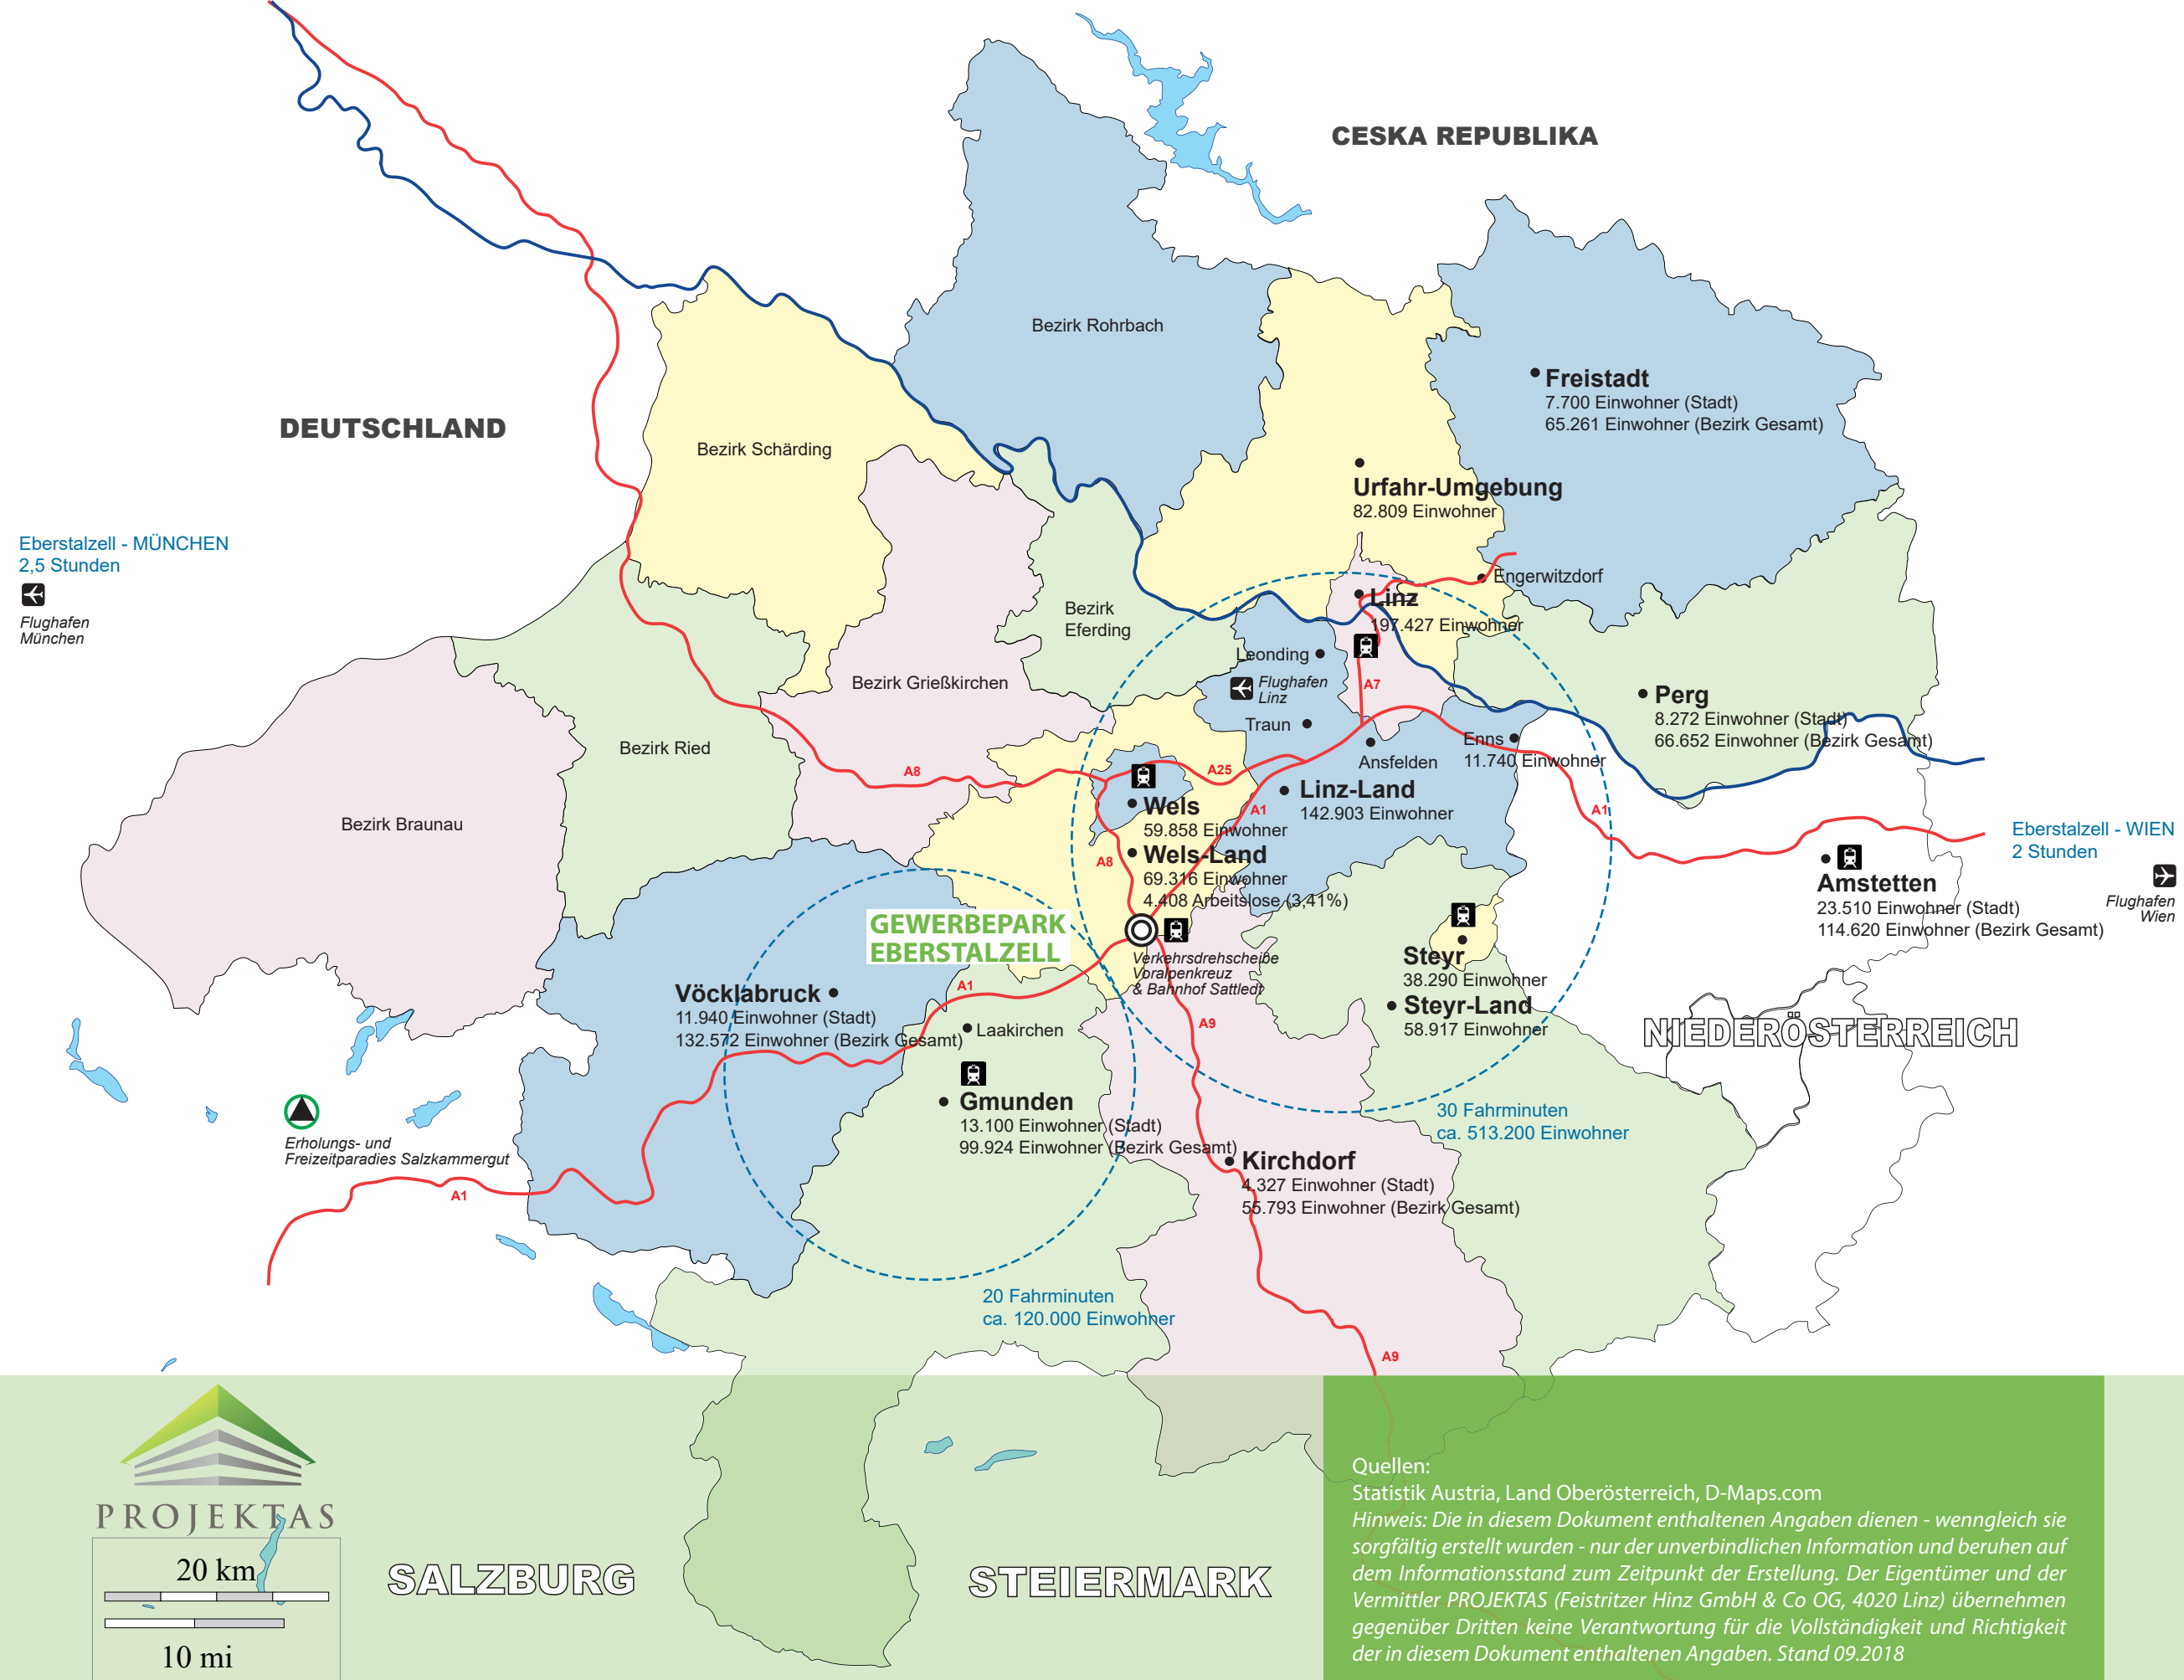 CESKA REPUBLIKA
DEUTSCHLAND
Bezirk Rohrbach
Freistadt
7.700 Einwohner (Stadt)
65.261 Einwohner (Bezirk Gesamt)
Bezirk Schärding
Urfahr-Umgebung
82.809 Einwohner
Eberstalzell - MÜNCHEN
2,5 Stunden
Flughafen
München
Engerwitzdorf
Linz
197.427 Einwohner
Bezirk
Eferding
Leonding
Flughafen
Linz
A7
Traun
Bezirk Grießkirchen
Perg
8.272 Einwohner (Stadt)
66.652 Einwohner (Bezirk Gesamt)
Bezirk Ried
Enns
11.740 Einwohner
Ansfelden
A8
A25
Linz-Land
142.903 Einwohner
A1
A1
Wels
59.858 Einwohner
Bezirk Braunau
Wels-Land
69.316 Einwohner
4.408 Arbeitslose (3,41%)
A8
Eberstalzell - WIEN
2 Stunden
Flughafen
Wien
Amstetten
23.510 Einwohner (Stadt)
114.620 Einwohner (Bezirk Gesamt)
GEWERBEPARK
EBERSTALZELL
Verkehrsdrehscheibe
Voralpenkreuz
& Bahnhof Sattledt
Steyr
38.290 Einwohner
Steyr-Land
58.917 Einwohner
Vöcklabruck
11.940 Einwohner (Stadt)
132.572 Einwohner (Bezirk Gesamt)
A1
A9
Laakirchen
NIEDERÖSTERREICH
Gmunden
13.100 Einwohner (Stadt)
99.924 Einwohner (Bezirk Gesamt)
30 Fahrminuten
ca. 513.200 Einwohner
Erholungs- und
Freizeitparadies Salzkammergut
A1
Kirchdorf
4.327 Einwohner (Stadt)
55.793 Einwohner (Bezirk Gesamt)
20 Fahrminuten
ca. 120.000 Einwohner
A9
PROJEKTAS
20 km
10 mi
SALZBURG
STEIERMARK
Quellen:
Statistik Austria, Land Oberösterreich, D-Maps.com
Hinweis: Die in diesem Dokument enthaltenen Angaben dienen - wenngleich sie
sorgfältig erstellt wurden - nur der unverbindlichen Information und beruhen auf
dem Informationsstand zum Zeitpunkt der Erstellung. Der Eigentümer und der
Vermittler PROJEKTAS (Feistritzer Hinz GmbH & Co OG, 4020 Linz) übernehmen
gegenüber Dritten keine Verantwortung für die Vollständigkeit und Richtigkeit
der in diesem Dokument enthaltenen Angaben. Stand 09.2018